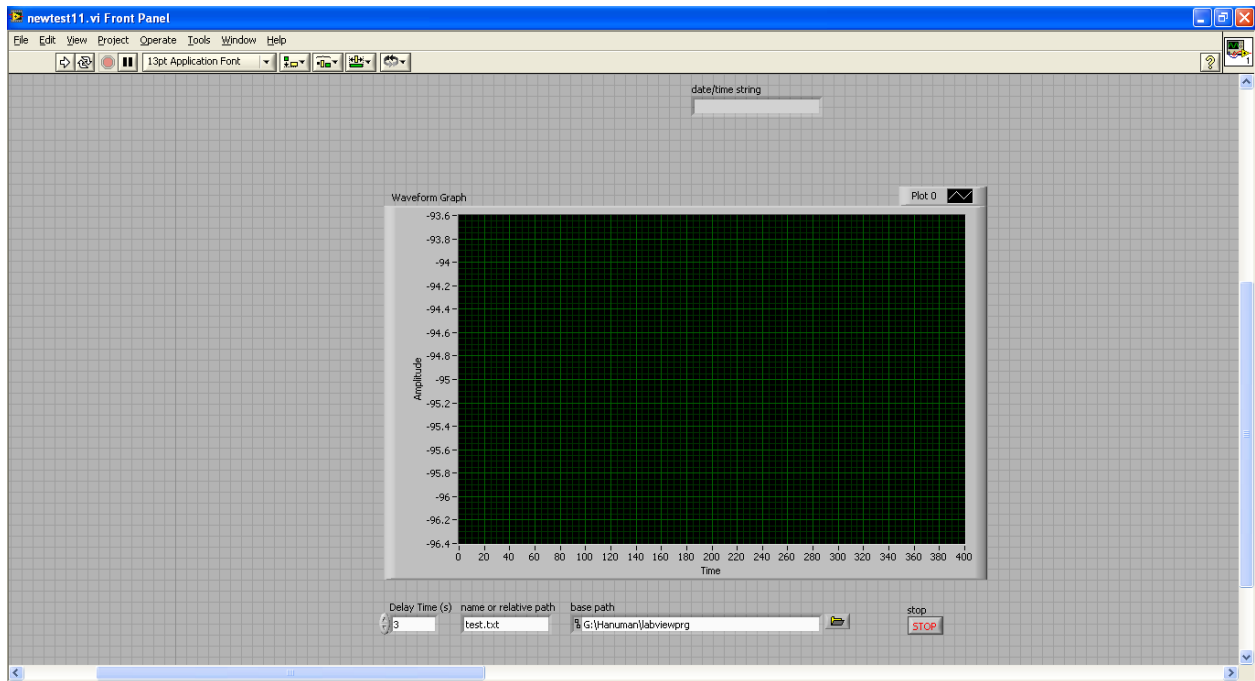 newtest11.vi Front Panel
File Edit View Project Operate Tools Window Help
13pt Application Font
1
date/time string
Waveform Graph
Plot 0
-93.6
-93.8
-94
-94.2
-94.4
-94.6
-94.8
-95
-95.2
-95.4
-95.6
-95.8
-96
-96.2
-96.4
Amplitude
0 20 40 60 80 100 120 140 160 180 200 220 240 260 280 300 320 340 360 380 400
Time
Delay Time (s) name or relative path base path stop
3 test.txt G:\Hanuman\labviewprg STOP